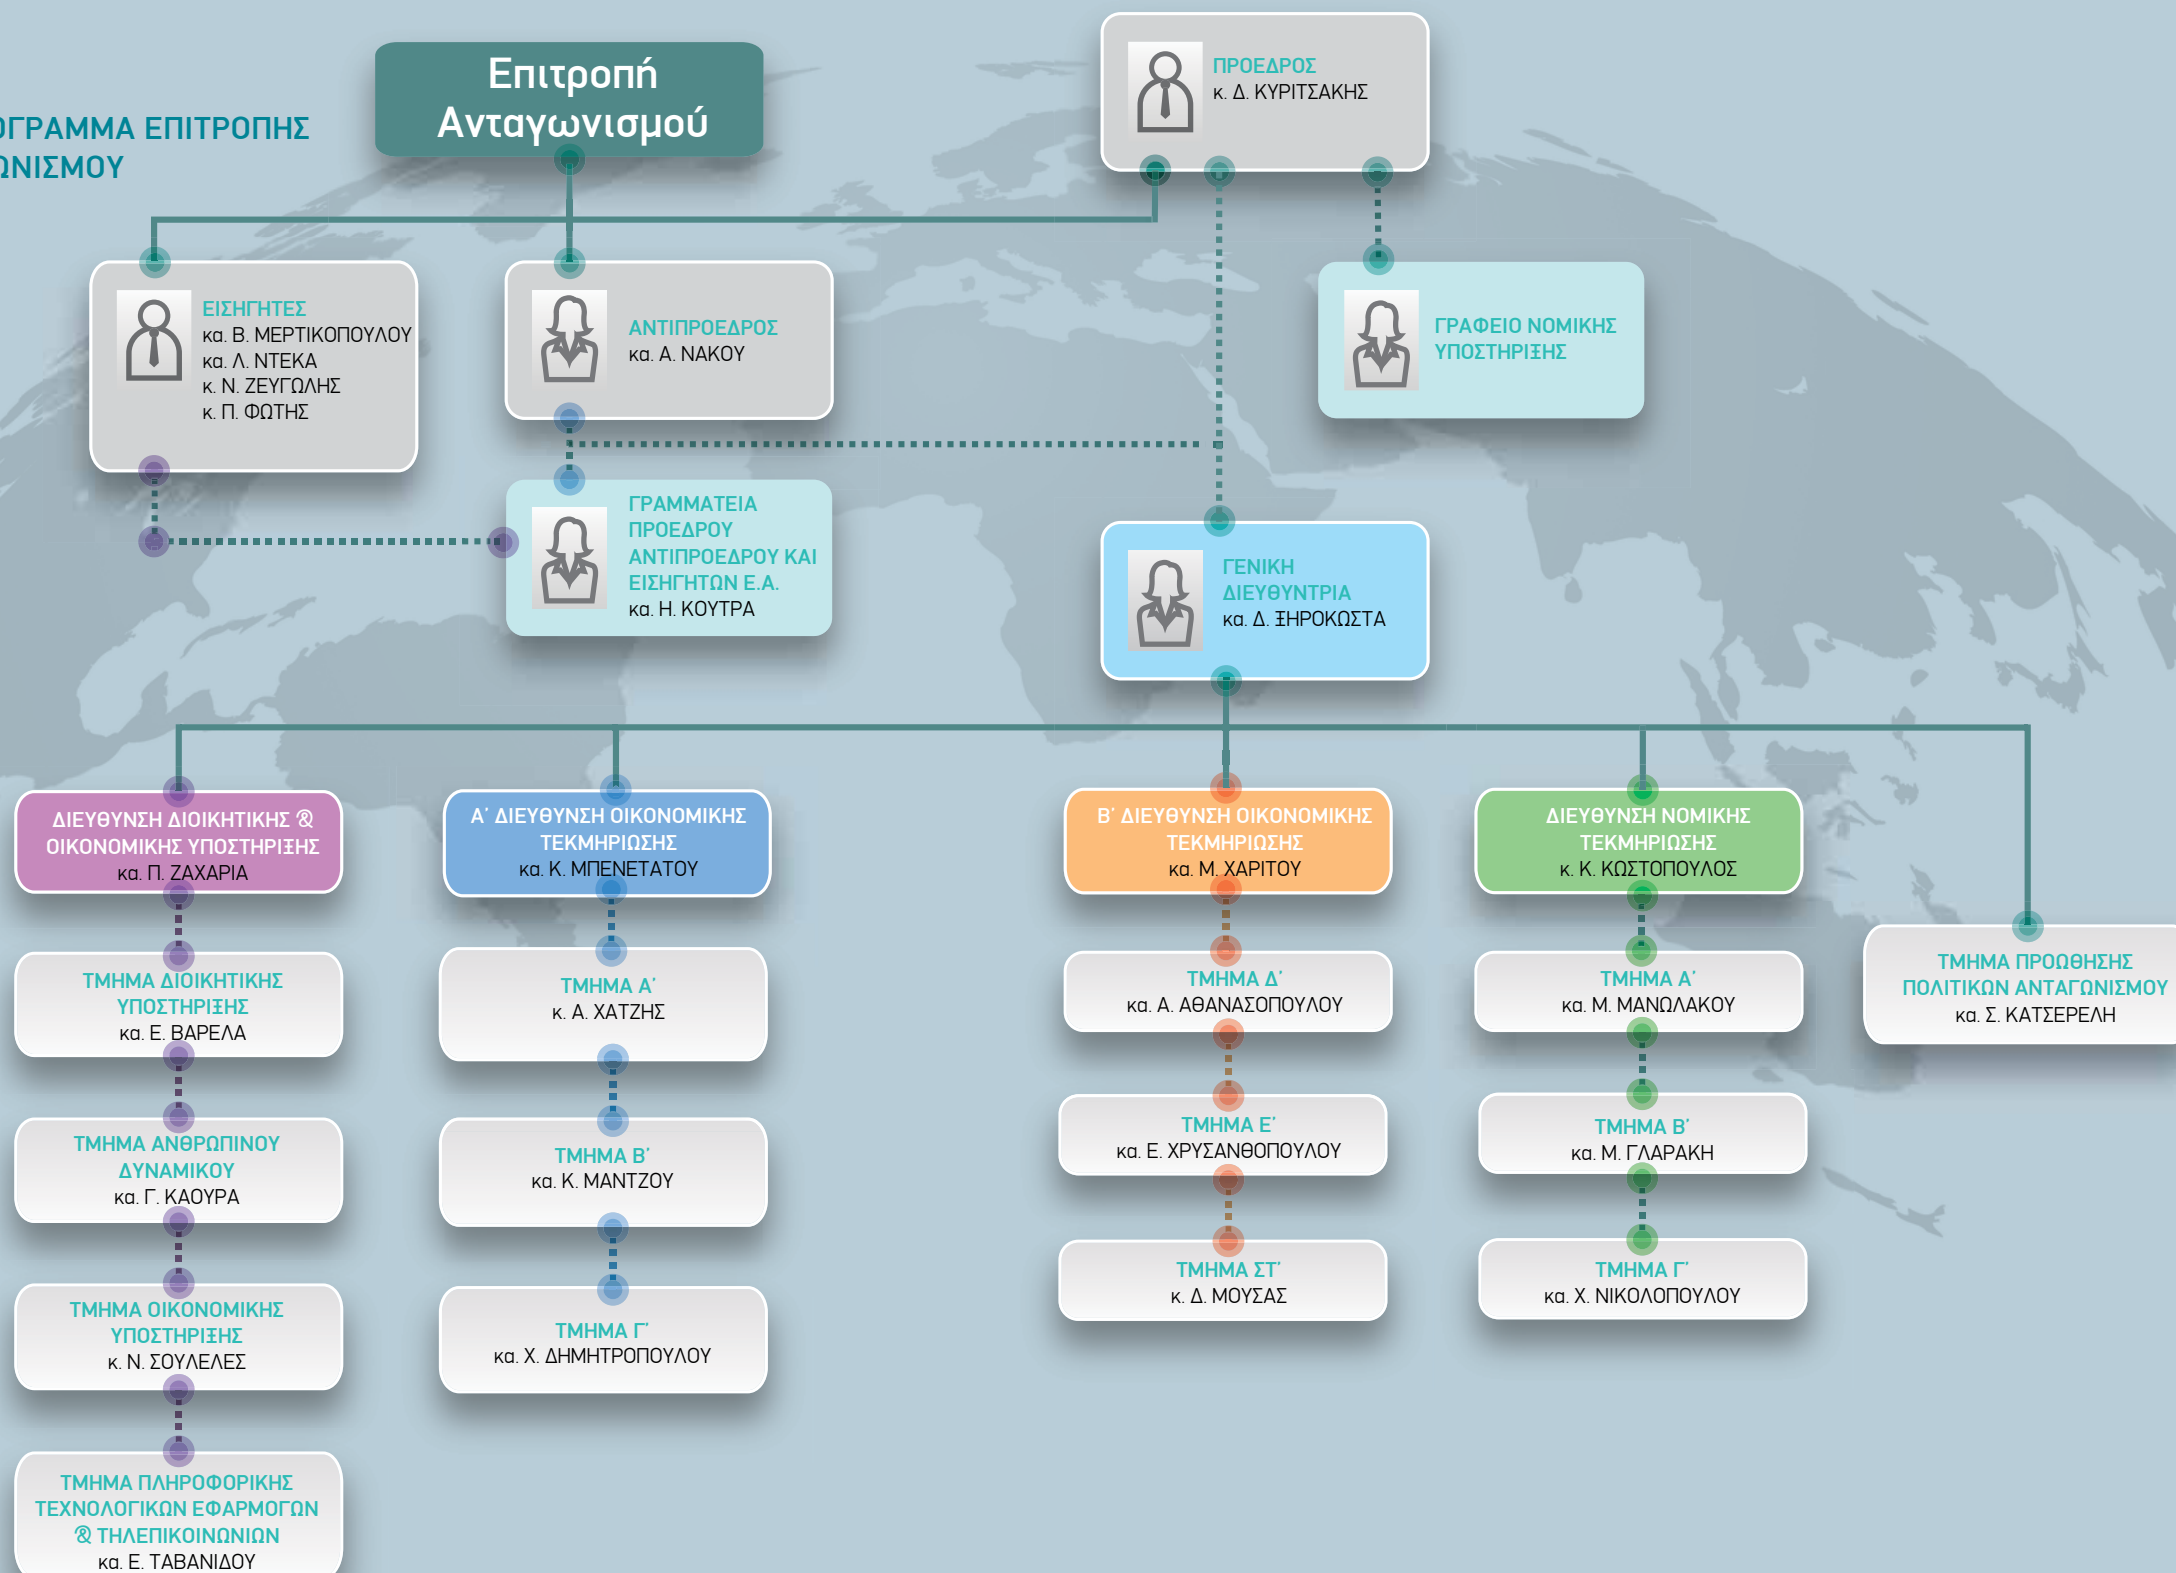 Επιτροπή
Ανταγωνισμού
ΠΡΟΕΔΡΟΣ
κ. Δ. ΚΥΡΙΤΣΑΚΗΣ
ΕΠΙΤΡΟΠΗΣ
ΕΙΣΗΓΗΤΕΣ
κα. Β. ΜΕΡΤΙΚΟΠΟΥΛΟΥ
κα. Λ. ΝΤΕΚΑ
κ. Ν. ΖΕΥΓΩΛΗΣ
κ. Π. ΦΩΤΗΣ
ΑΝΤΙΠΡΟΕΔΡΟΣ
κα. Α. ΝΑΚΟΥ
ΓΡΑΦΕΙΟ ΝΟΜΙΚΗΣ
ΥΠΟΣΤΗΡΙΞΗΣ
ΓΡΑΜΜΑΤΕΙΑ
ΠΡΟΕΔΡΟΥ
ΑΝΤΙΠΡΟΕΔΡΟΥ ΚΑΙ
ΕΙΣΗΓΗΤΩΝ Ε.Α.
κα. Η. ΚΟΥΤΡΑ
ΓΕΝΙΚΗ
ΔΙΕΥΘΥΝΤΡΙΑ
κα. Δ. ΞΗΡΟΚΩΣΤΑ
ΔΙΕΥΘΥΝΣΗ ΔΙΟΙΚΗΤΙΚΗΣ &
ΟΙΚΟΝΟΜΙΚΗΣ ΥΠΟΣΤΗΡΙΞΗΣ
κα. Π. ΖΑΧΑΡΙΑ
ΤΜΗΜΑ ΔΙΟΙΚΗΤΙΚΗΣ
ΥΠΟΣΤΗΡΙΞΗΣ
κα. Ε. ΒΑΡΕΛΑ
ΤΜΗΜΑ ΑΝΘΡΩΠΙΝΟΥ
ΔΥΝΑΜΙΚΟΥ
κα. Γ. ΚΑΟΥΡΑ
ΤΜΗΜΑ ΟΙΚΟΝΟΜΙΚΗΣ
ΥΠΟΣΤΗΡΙΞΗΣ
κ. Ν. ΣΟΥΛΕΛΕΣ
ΤΜΗΜΑ ΠΛΗΡΟΦΟΡΙΚΗΣ
ΤΕΧΝΟΛΟΓΙΚΩΝ ΕΦΑΡΜΟΓΩΝ
& ΤΗΛΕΠΙΚΟΙΝΩΝΙΩΝ
κα. Ε. ΤΑΒΑΝΙΔΟΥ
Α' ΔΙΕΥΘΥΝΣΗ ΟΙΚΟΝΟΜΙΚΗΣ
ΤΕΚΜΗΡΙΩΣΗΣ
κα. Κ. ΜΠΕΝΕΤΑΤΟΥ
ΤΜΗΜΑ Α'
κ. Α. ΧΑΤΖΗΣ
ΤΜΗΜΑ Β'
κα. Κ. ΜΑΝΤΖΟΥ
ΤΜΗΜΑ Γ'
κα. Χ. ΔΗΜΗΤΡΟΠΟΥΛΟΥ
Β' ΔΙΕΥΘΥΝΣΗ ΟΙΚΟΝΟΜΙΚΗΣ
ΤΕΚΜΗΡΙΩΣΗΣ
κα. Μ. ΧΑΡΙΤΟΥ
ΤΜΗΜΑ Δ'
κα. Α. ΑΘΑΝΑΣΟΠΟΥΛΟΥ
ΤΜΗΜΑ Ε'
κα. Ε. ΧΡΥΣΑΝΘΟΠΟΥΛΟΥ
ΤΜΗΜΑ ΣΤ'
κ. Δ. ΜΟΥΣΑΣ
ΔΙΕΥΘΥΝΣΗ ΝΟΜΙΚΗΣ
ΤΕΚΜΗΡΙΩΣΗΣ
κ. Κ. ΚΩΣΤΟΠΟΥΛΟΣ
ΤΜΗΜΑ Α'
κα. Μ. ΜΑΝΩΛΑΚΟΥ
ΤΜΗΜΑ Β'
κα. Μ. ΓΛΑΡΑΚΗ
ΤΜΗΜΑ Γ'
κα. Χ. ΝΙΚΟΛΟΠΟΥΛΟΥ
ΤΜΗΜΑ ΠΡΟΩΘΗΣΗΣ
ΠΟΛΙΤΙΚΩΝ ΑΝΤΑΓΩΝΙΣΜΟΥ
κα. Σ. ΚΑΤΣΕΡΕΛΗ